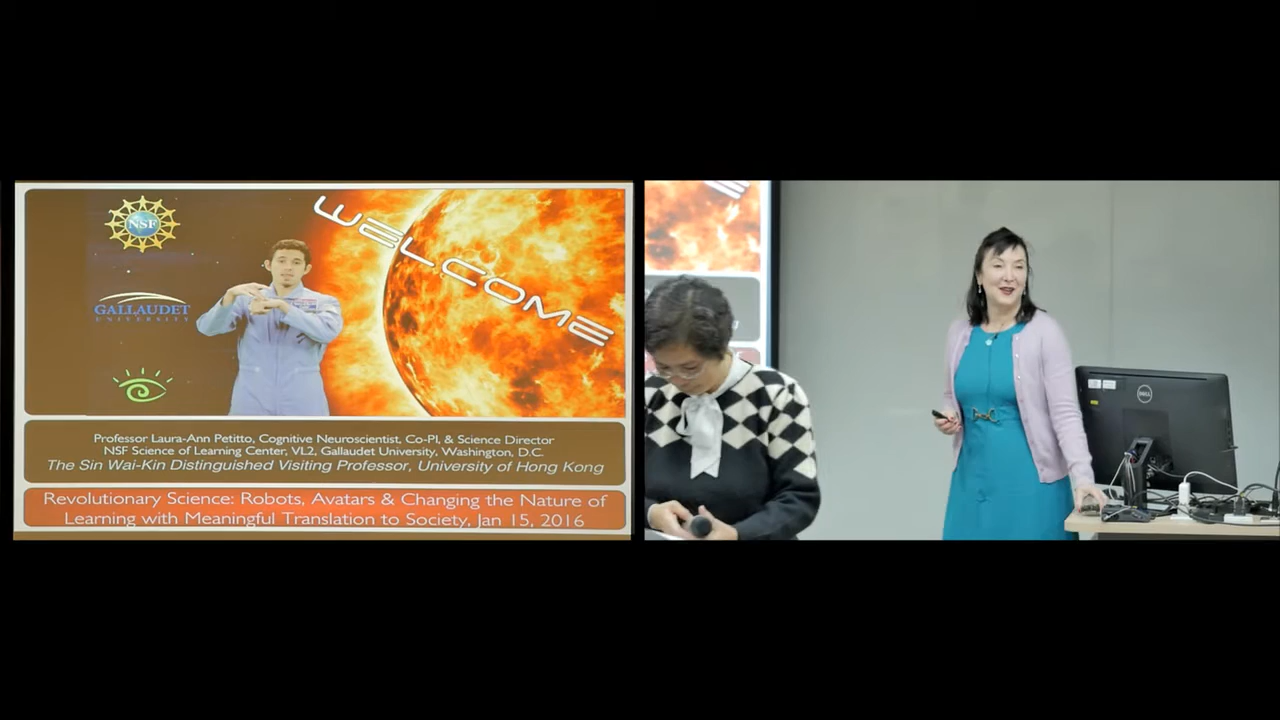 NSF
WELCOME
GALLAUDET
UNIVERSITY
Professor Laura-Ann Petitto, Cognitive Neuroscientist, Co-PI, & Science Director
NSF Science of Learning Center, VL2, Gallaudet University, Washington, D.C.
The Sin Wai-Kin Distinguished Visiting Professor, University of Hong Kong
Revolutionary Science: Robots, Avatars & Changing the Nature of
Learning with Meaningful Translation to Society, Jan 15, 2016
E
DELL